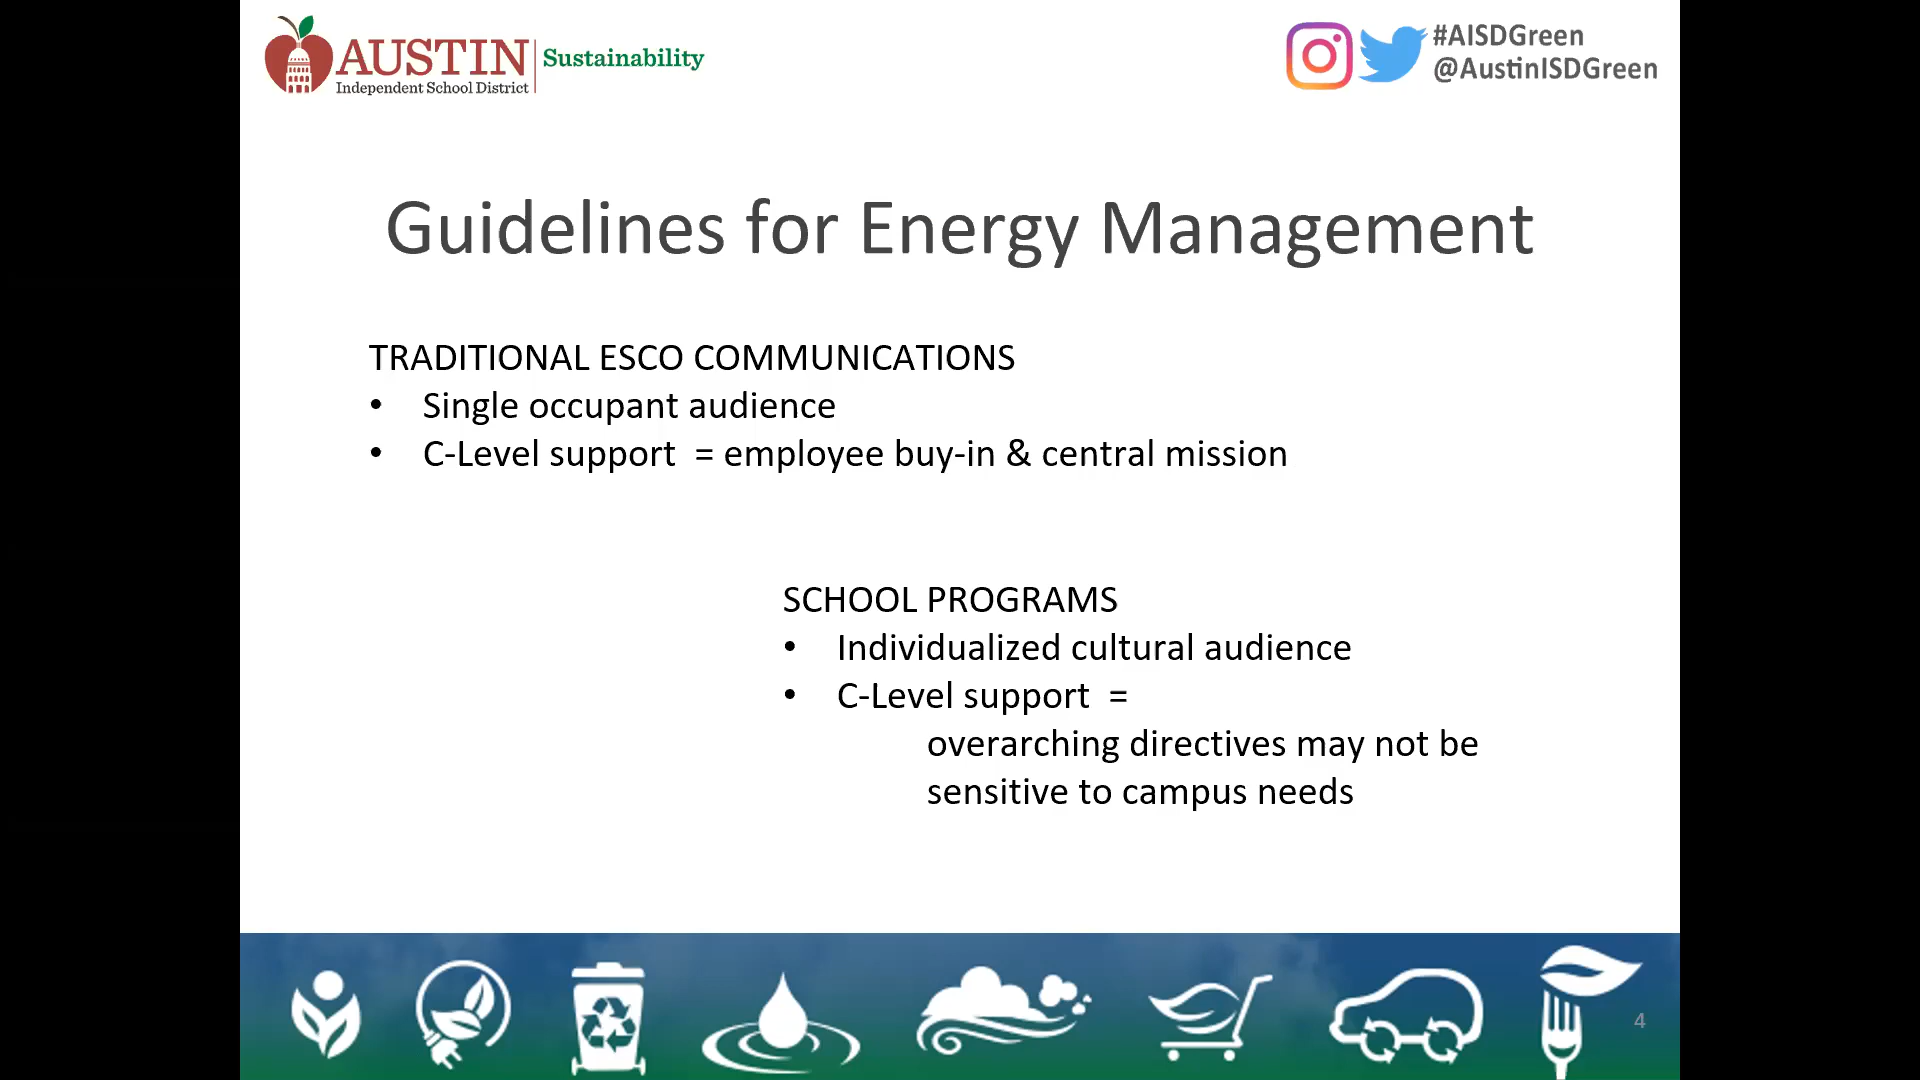 AUSTIN
Independent School District
Sustainability
#AISDGreen
@AustinISDGreen
Guidelines for Energy Management
TRADITIONAL ESCO COMMUNICATIONS
• Single occupant audience
• C-Level support = employee buy-in & central mission
SCHOOL PROGRAMS
• Individualized cultural audience
• C-Level support =
overarching directives may not be
sensitive to campus needs
4